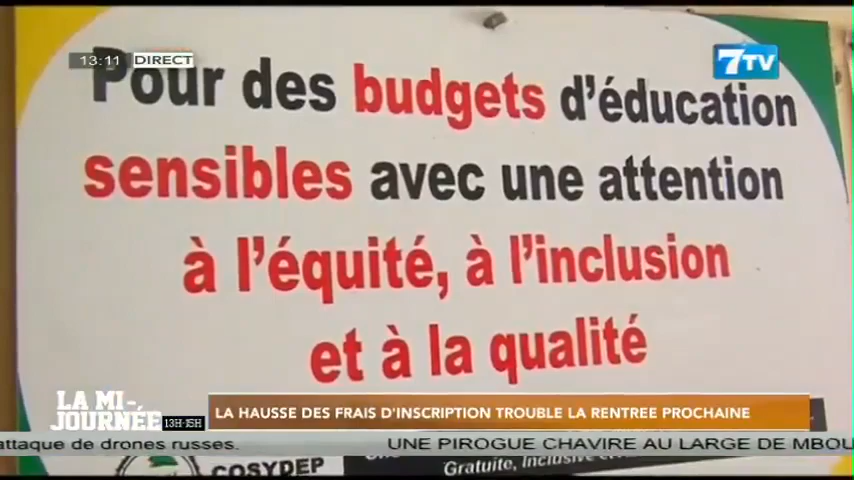 13:11 DIRECT
7TV
Pour des budgets d'éducation
sensibles avec une attention
à l'équité, à l'inclusion
et à la qualité
LA MI-
JOURNÉE 13H-15H
LA HAUSSE DES FRAIS D'INSCRIPTION TROUBLE LA RENTREE PROCHAINE
attaque de drones russes. UNE PIROGUE CHAVIRE AU LARGE DE MBOU
COSYDEP
Gratuite, Inclusive